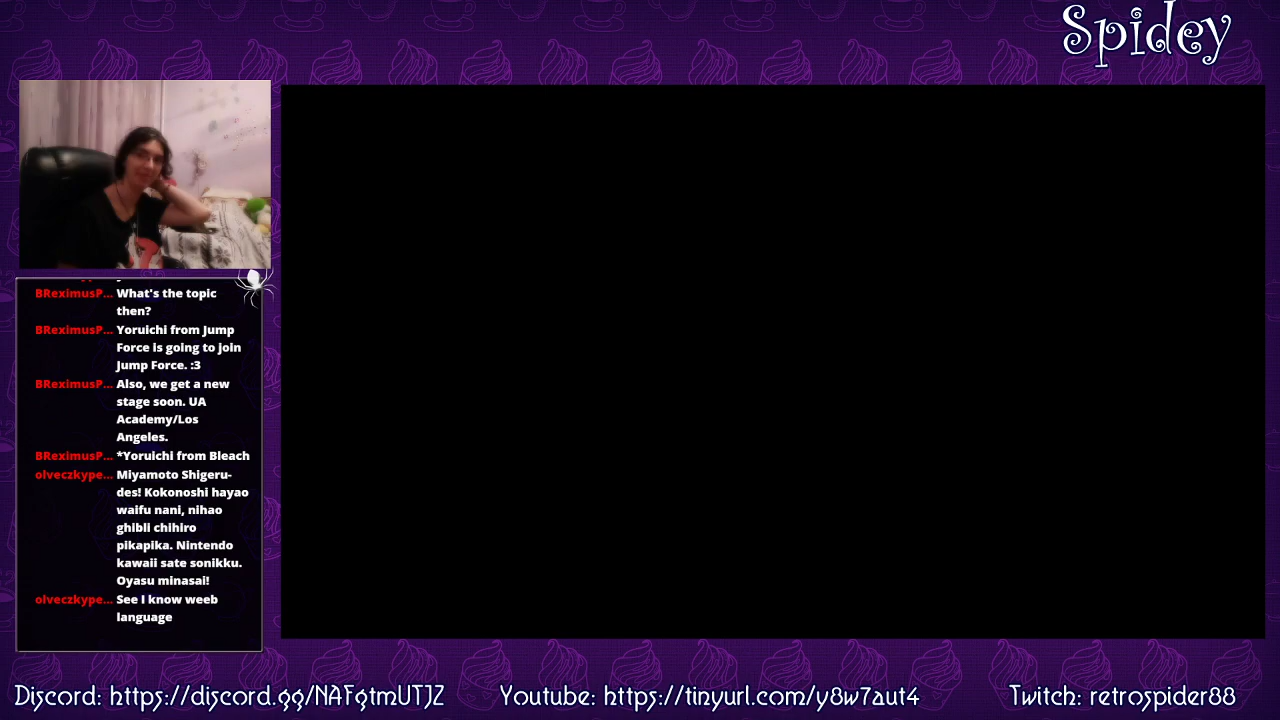 Spidey
BReximusP... What's the topic
then?
BReximusP... Yoruichi from Jump
Force is going to join
Jump Force. :3
BReximusP... Also, we get a new
stage soon. UA
Academy/Los
Angeles.
BReximusP... *Yoruichi from Bleach
olveczkype... Miyamoto Shigeru-
des! Kokonoshi hayao
waifu nani, nihao
ghibli chihiro
pikapika. Nintendo
kawaii sate sonikku.
Oyasu minasai!
olveczkype... See I know weeb
language
Discord: https://discord.gg/NAFgtmUTJZ Youtube: https://tinyurl.com/y8w7aut4 Twitch: retrospider88